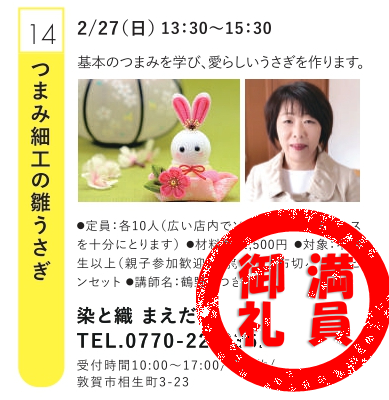 14
つまみ細工の雛うさぎ
2/27(日) 13:30〜15:30
基本のつまみを学び、愛らしいうさぎを作ります。
●定員:各10人(広い店内で
を十分にとります) ●材料 500円 ●対象:
生以上(親子参加歓迎
ンセット ●講師名:鶴
染と織 まえだ
TEL.0770-22
受付時間10:00〜17:00/
敦賀市相生町3-23
満員
御礼